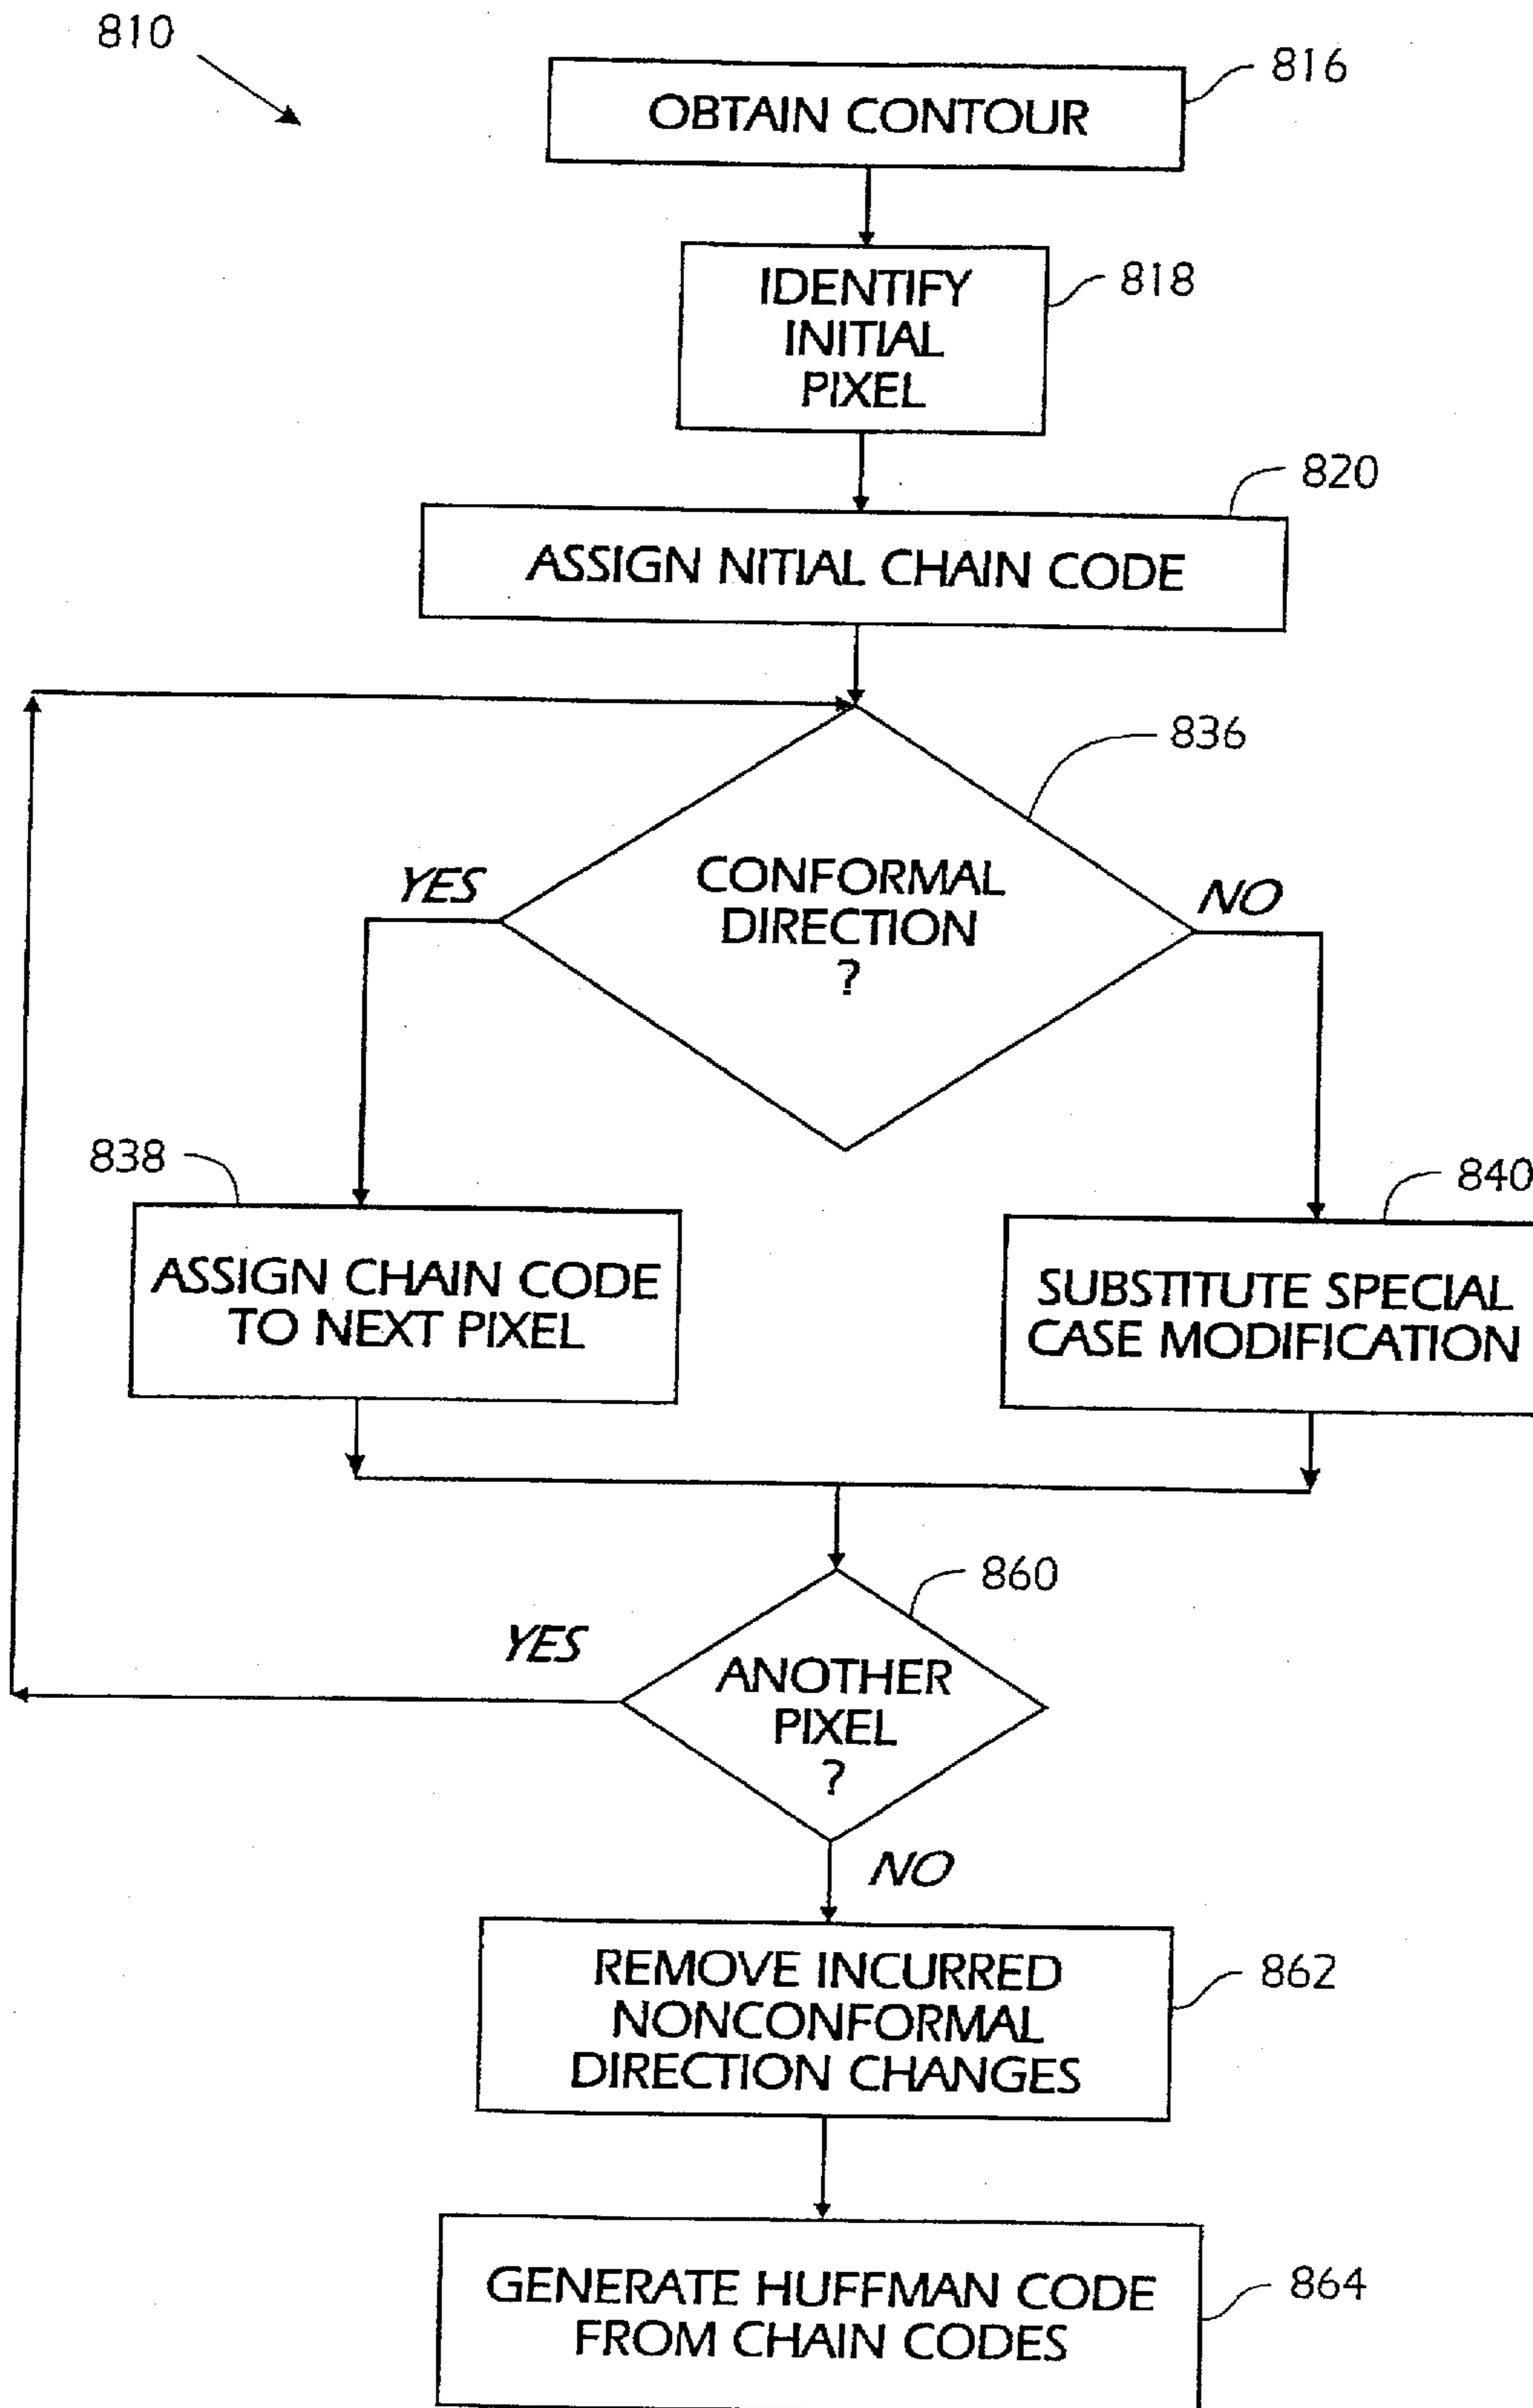 810
816
OBTAIN CONTOUR
818
IDENTIFY
INITIAL
PIXEL
820
ASSIGN NITIAL CHAIN CODE
836
CONFORMAL
DIRECTION
?
YES
NO
838
ASSIGN CHAIN CODE
TO NEXT PIXEL
840
SUBSTITUTE SPECIAL
CASE MODIFICATION
860
ANOTHER
PIXEL
?
YES
NO
862
REMOVE INCURRED
NONCONFORMAL
DIRECTION CHANGES
864
GENERATE HUFFMAN CODE
FROM CHAIN CODES